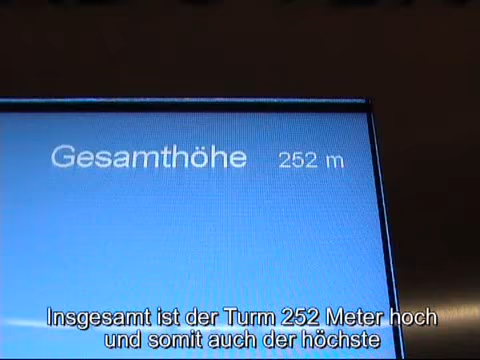 Gesamthöhe 252 m
Insgesamt ist der Turm 252 Meter hoch
und somit auch der höchste